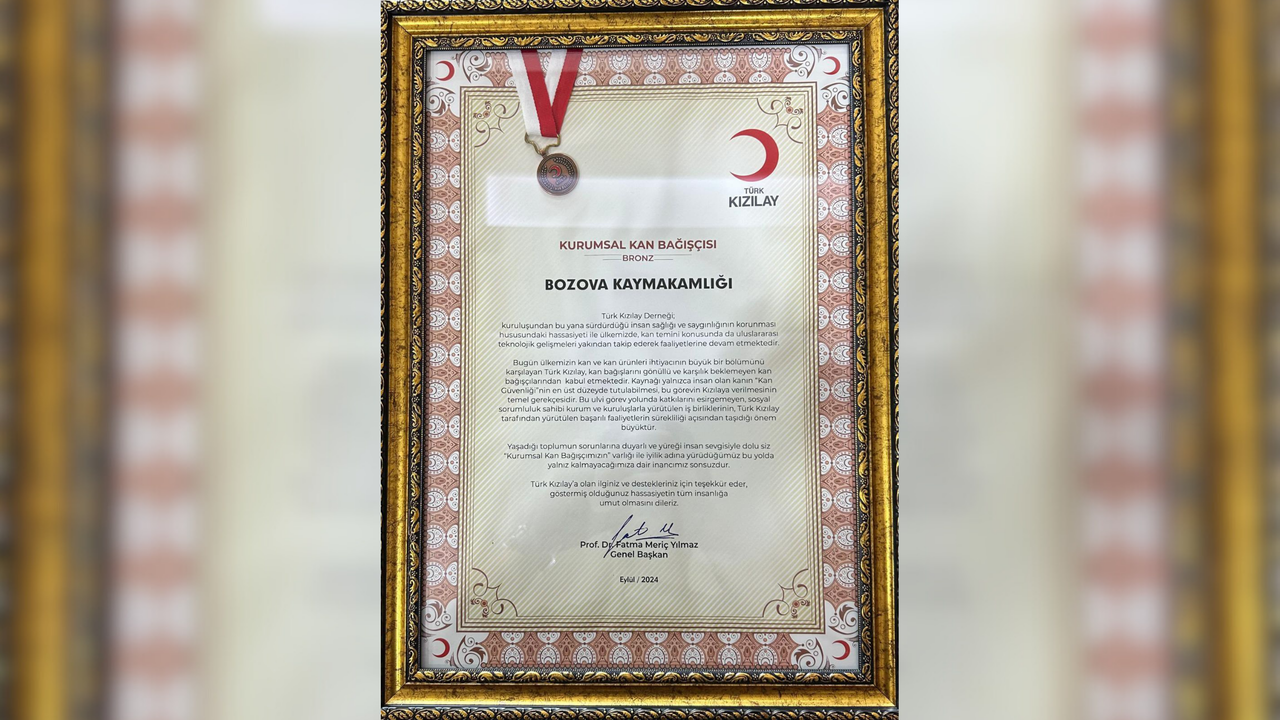 TÜRK
KIZILAY
KURUMSAL KAN BAĞIŞÇISI
BRONZ
BOZOVA KAYMAKAMLIĞI
Türk Kızılay Derneği;
kuruluşundan bu yana sürdürdüğü insan sağlığı ve saygınlığının korunması
hususundaki hassasiyeti ile ülkemizde, kan temini konusunda da uluslararası
teknolojik gelişmeleri yakından takip ederek faaliyetlerine devam etmektedir.
Bugün ülkemizin kan ve kan ürünleri ihtiyacının büyük bir bölümünü
karşılayan Türk Kızılay, kan bağışlarını gönüllü ve karşılık beklemeyen kan
bağışçılarından kabul etmektedir. Kaynağı yalnızca insan olan kanın "Kan
Güvenliği"nin en üst düzeyde tutulabilmesi, bu görevin Kızılaya verilmesinin
temel gerekçesidir. Bu ulvi görev yolunda katkılarını esirgemeyen, sosyal
sorumluluk sahibi kurum ve kuruluşlarla yürütülen iş birliklerinin, Türk Kızılay
tarafından yürütülen başarılı faaliyetlerin sürekliliği açısından taşıdığı önem
büyüktür.
Yaşadığı toplumun sorunlarına duyarlı ve yüreği insan sevgisiyle dolu siz
"Kurumsal Kan Bağışçımızın" varlığı ile iyilik adına yürüdüğümüz bu yolda
yalnız kalmayacağımıza dair inancımız sonsuzdur.
Türk Kızılay'a olan ilginiz ve destekleriniz için teşekkür eder,
göstermiş olduğunuz hassasiyetin tüm insanlığa
umut olmasını dileriz.
Prof. Dr. Fatma Meriç Yılmaz
Genel Başkan
Eylül / 2024